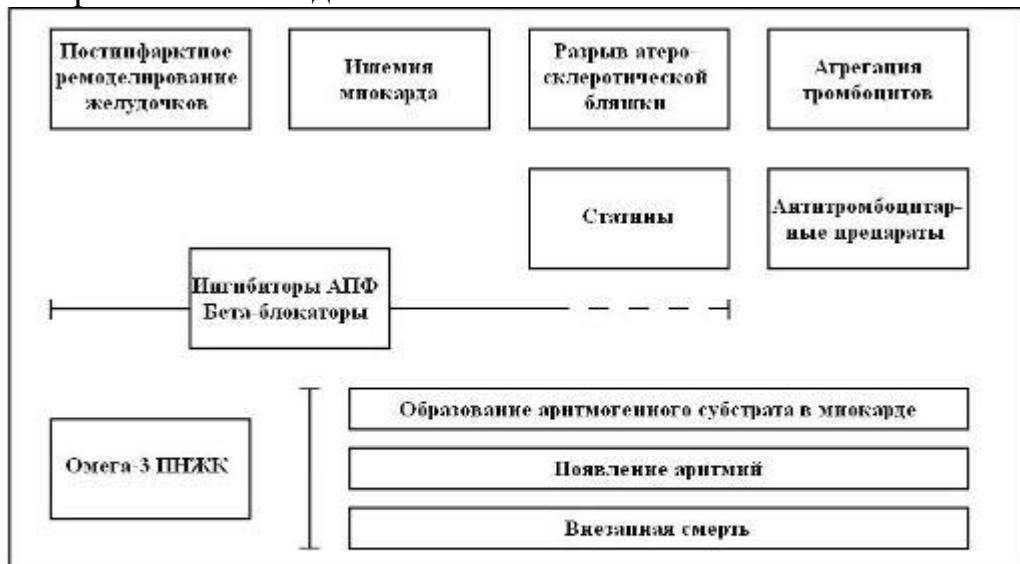 Постинфарктное
ремоделирование
желудочков
Ишемия
миокарда
Разрыв атеро-
склеротической
бляшки
Агрегация
тромбоцитов
Статины
Антитромбоцитар-
ные препараты
Ингибиторы АПФ
Бета-блокаторы
Омега-3 ПНЖК
Образование аритмогенного субстрата в миокарде
Появление аритмий
Внезапная смерть